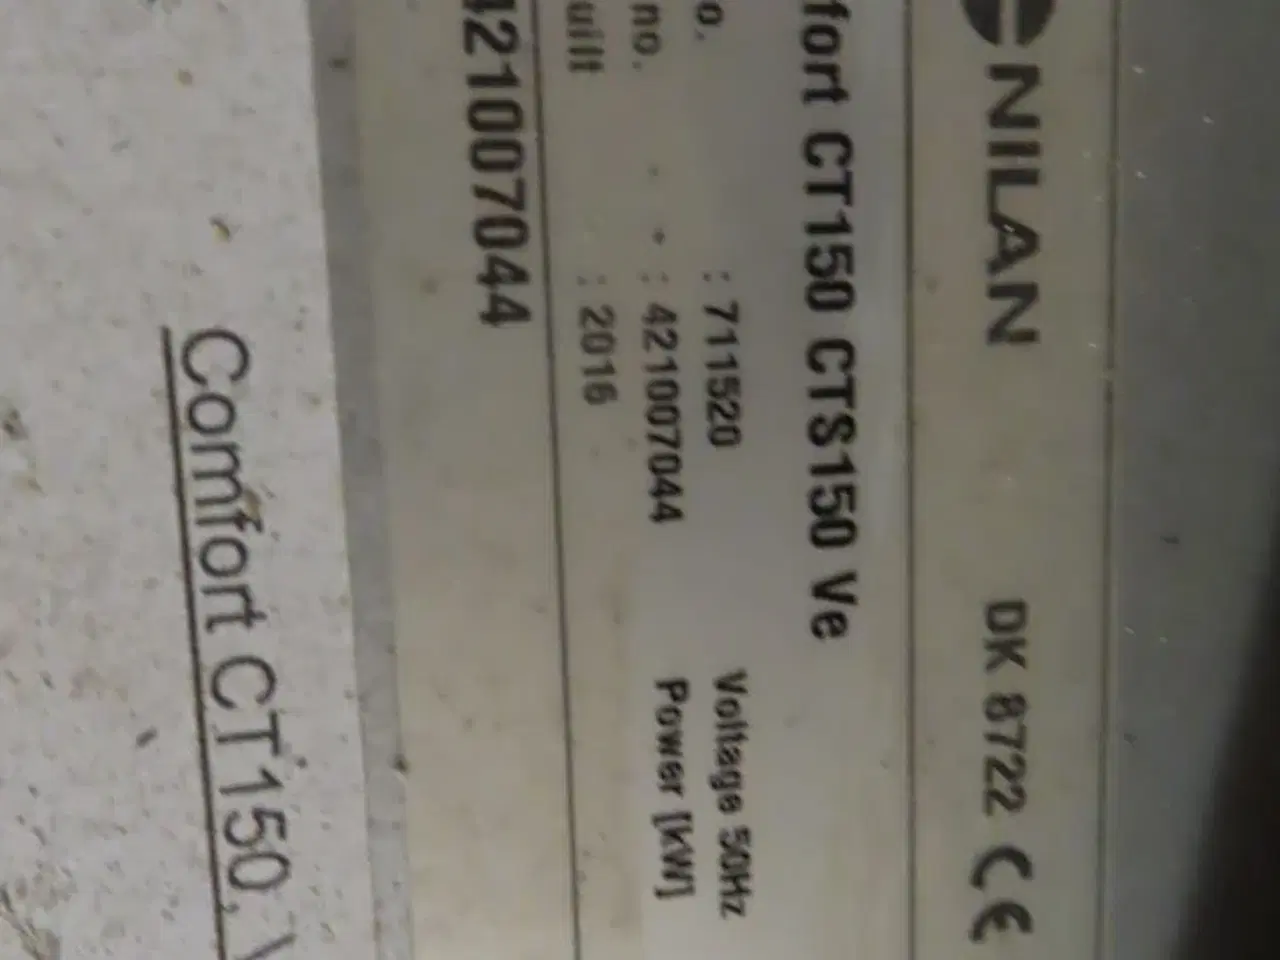 NILAN DK 8722 CE
fort CT150 CTS150 Ve
o. : 711520 Voltage 50Hz
no. : 421007044 Power [kW]
uilt : 2016
421007044
Comfort CT150, V